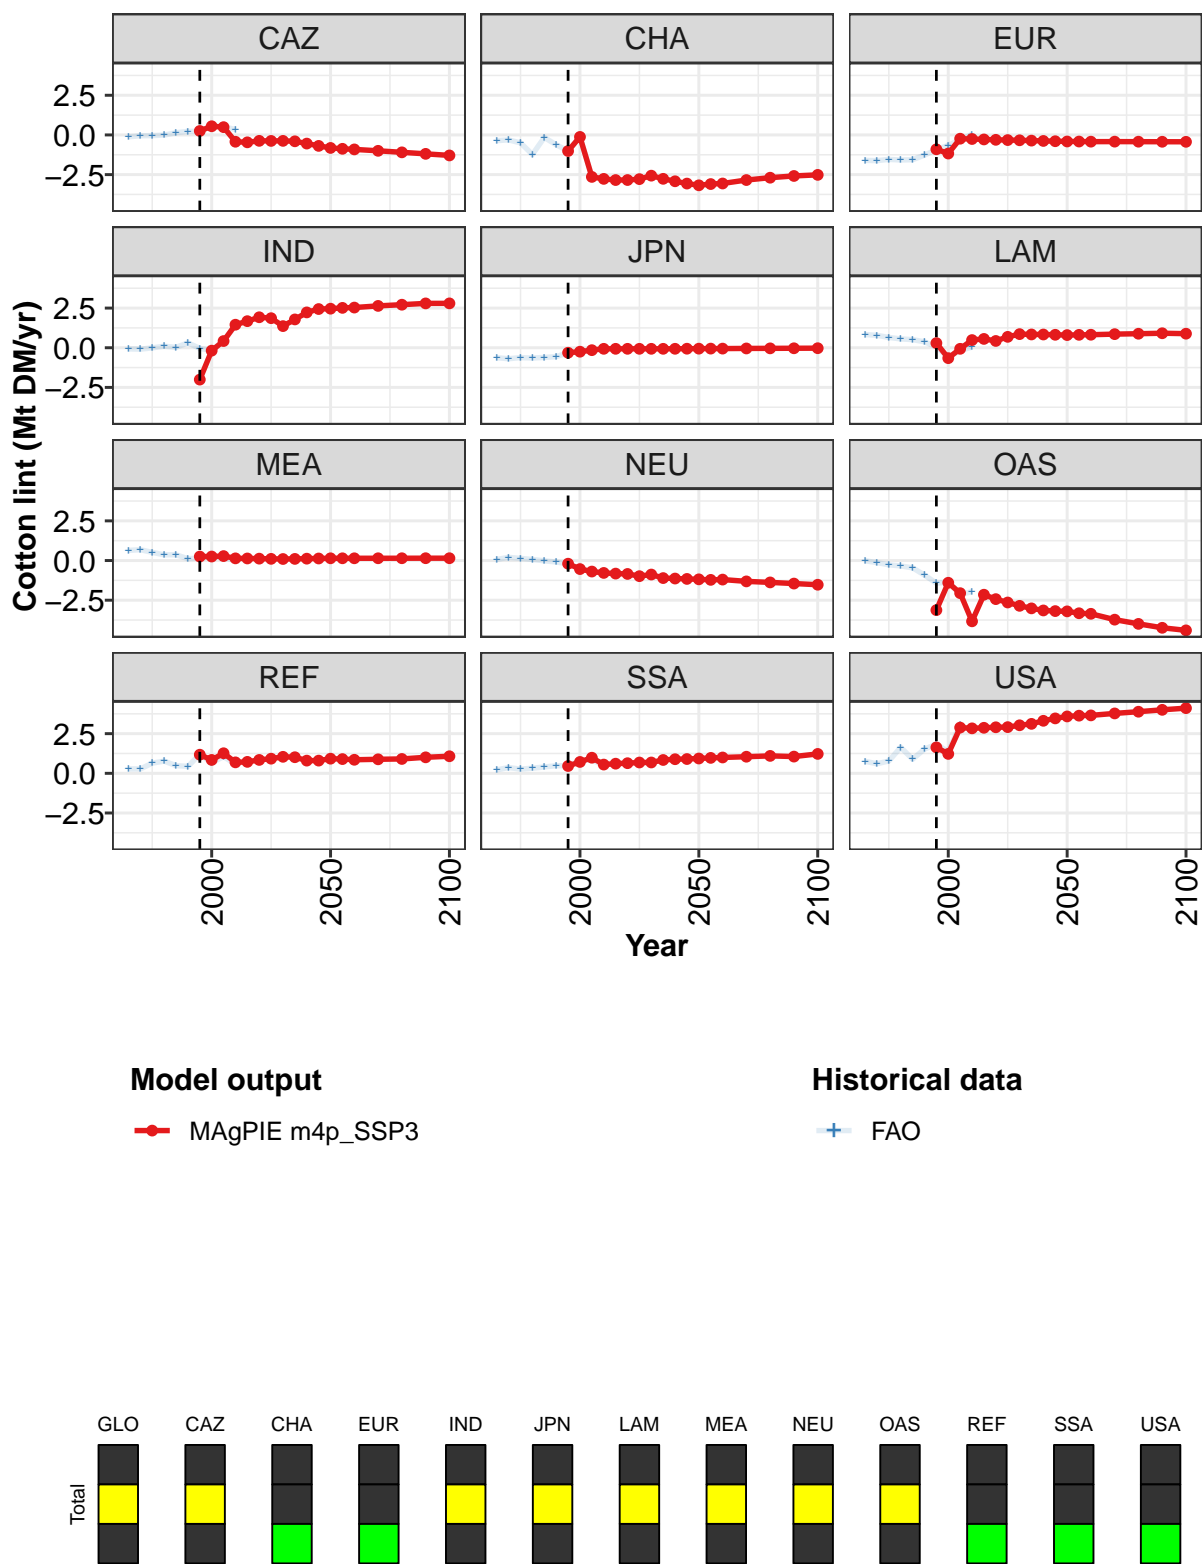 CAZ CHA EUR
2.5
0.0
−2.5
IND JPN LAM
2.5
0.0
−2.5
MEA NEU OAS
2.5
0.0
−2.5
REF SSA USA
2.5
0.0
−2.5
Cotton lint (Mt DM/yr)
2000 2050 2100 2000 2050 2100 2000 2050 2100
Year
Model output Historical data
MAgPIE m4p_SSP3 FAO
GLO CAZ CHA EUR IND JPN LAM MEA NEU OAS REF SSA USA
Total